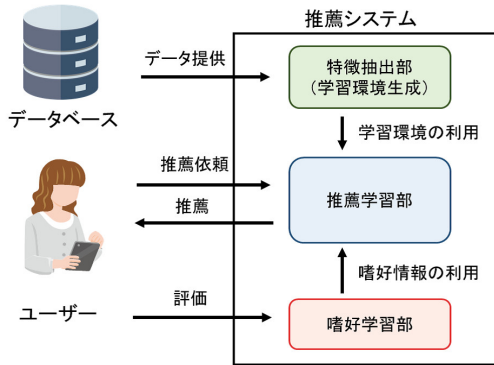 推薦システム
データ提供
特徴抽出部
（学習環境生成）
データベース
学習環境の利用
推薦依頼
推薦学習部
推薦
嗜好情報の利用
評価
嗜好学習部
ユーザー